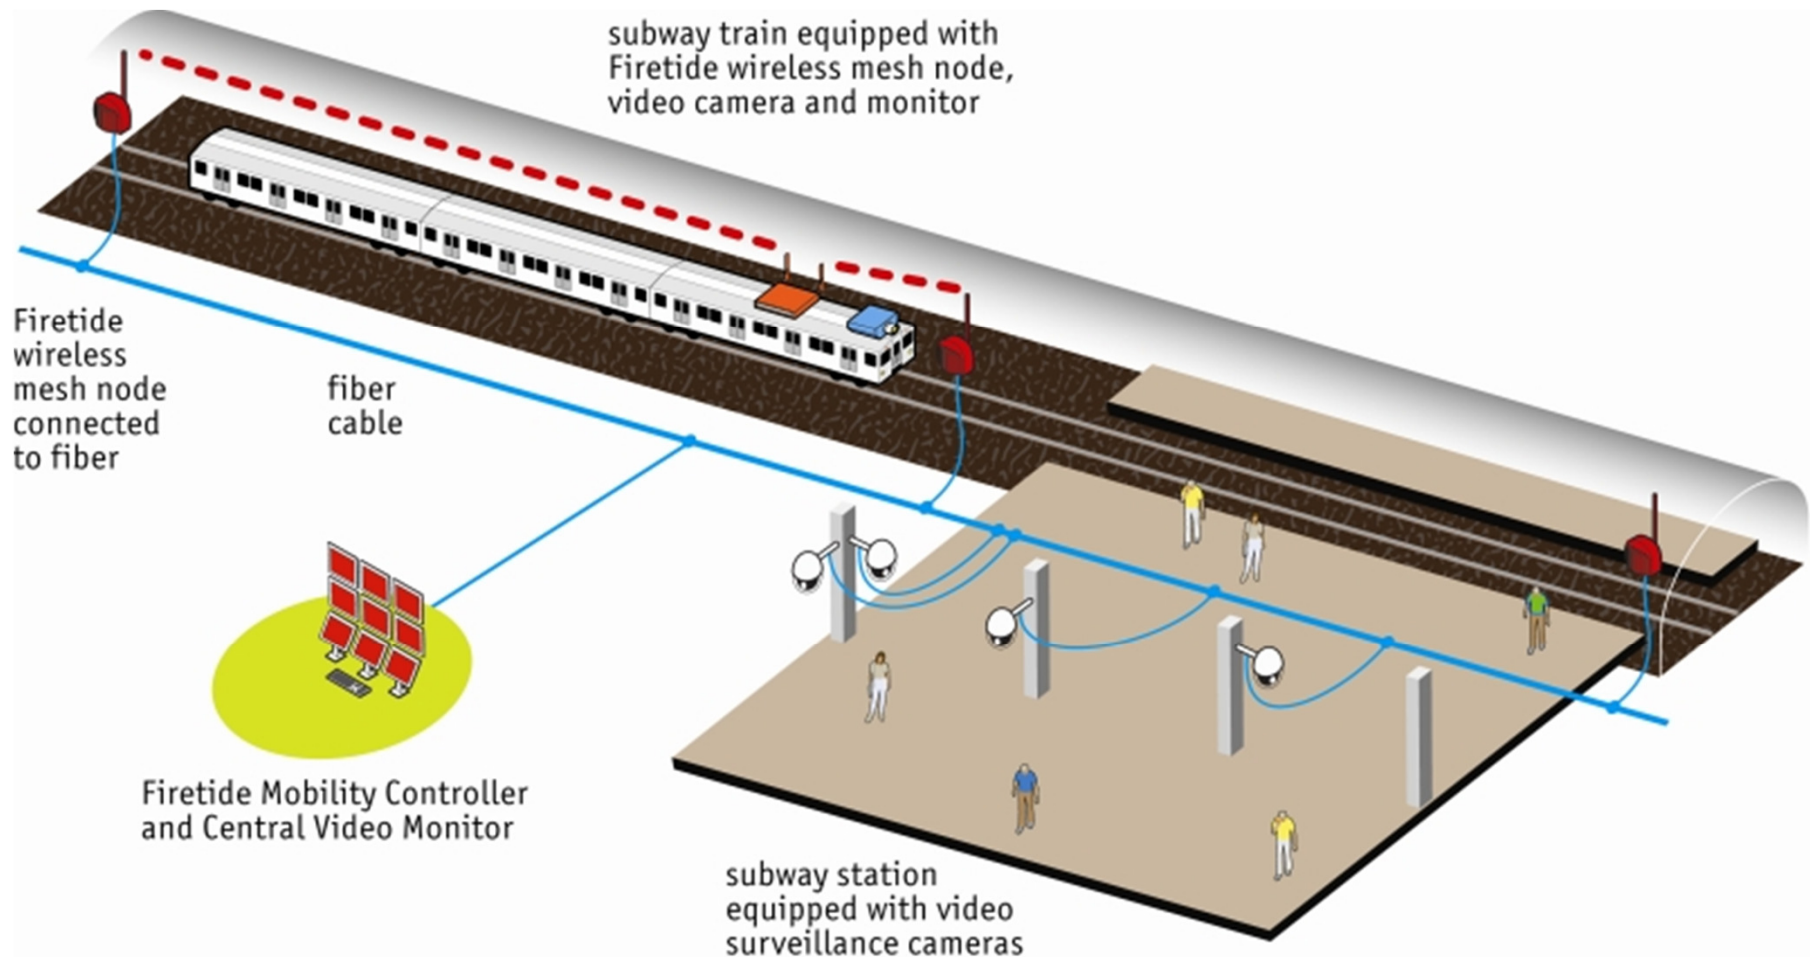 subway train equipped with
Firetide wireless mesh node,
video camera and monitor
Firetide
wireless
mesh node
connected
to fiber
fiber
cable
Firetide Mobility Controller
and Central Video Monitor
subway station
equipped with video
surveillance cameras